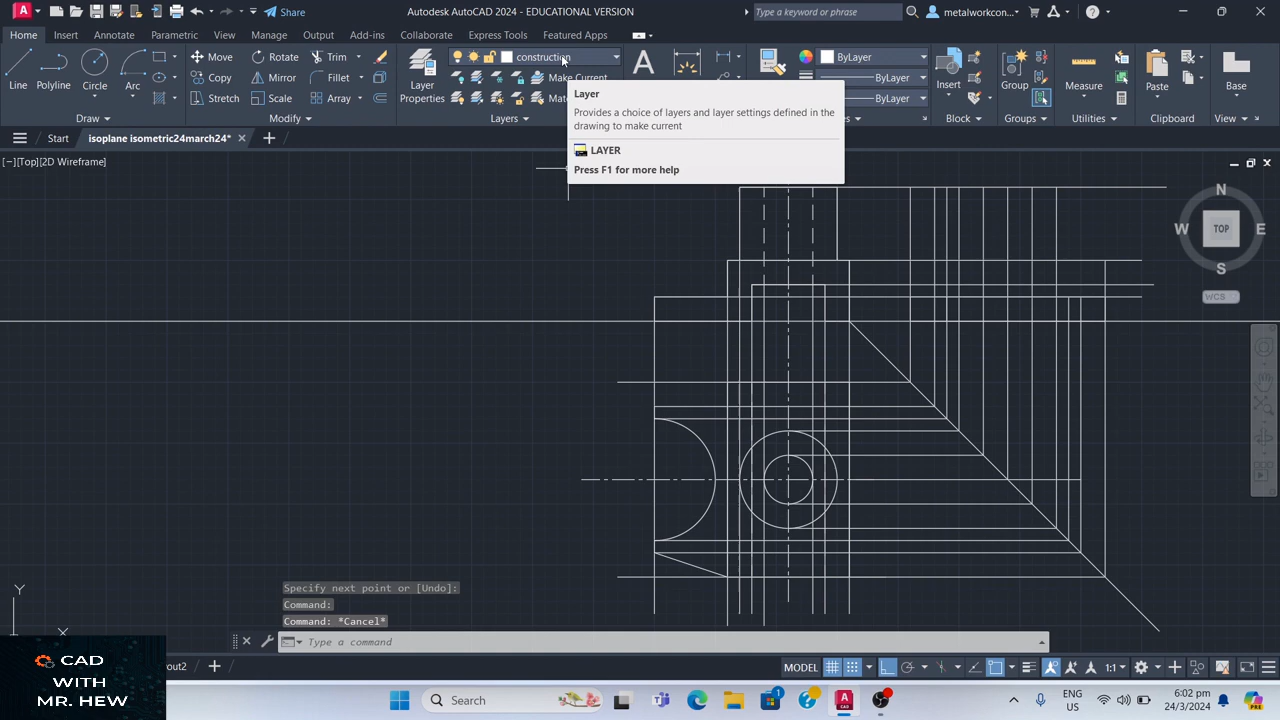 Share
Autodesk AutoCAD 2024 - EDUCATIONAL VERSION
Type a keyword or phrase
metalworkcon...
Home Insert Annotate Parametric View Manage Output Add-ins Collaborate Express Tools Featured Apps
Line Polyline Circle Arc
Move Rotate Trim
Copy Mirror Fillet
Stretch Scale Array
Layer Properties
construction
Make Current
ByLayer
ByLayer
ByLayer
Insert
Group
Measure
Paste
Base
Draw Modify Layers Block Properties Groups Utilities Clipboard View
Layer
Provides a choice of layers and layer settings defined in the
drawing to make current
LAYER
Press F1 for more help
Start isoplane isometric24march24*
[−][Top][2D Wireframe]
N
W TOP E
S
WCS
Y
Specify next point or [Undo]:
Command:
Command: *Cancel*
Type a command
CAD
WITH
MR. HEW
MODEL
1:1
Search
ENG
US
6:02 pm
24/3/2024